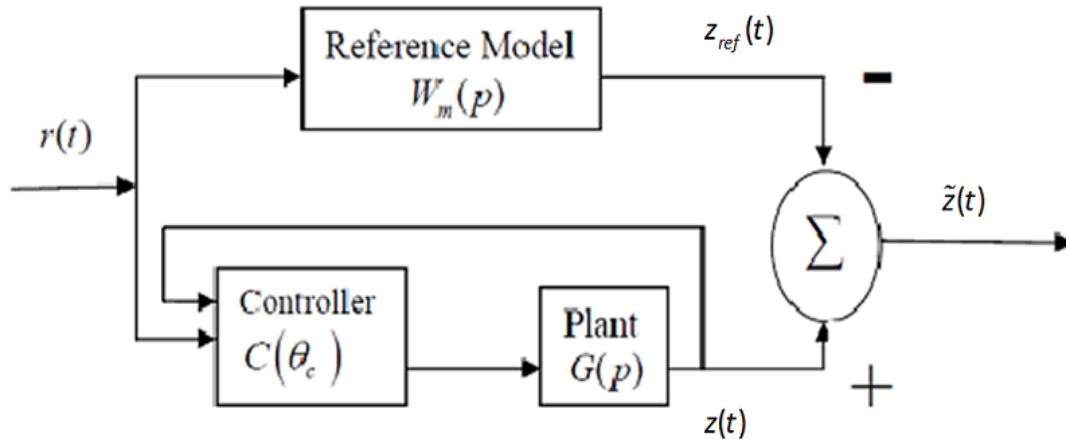 Reference Model
W_m(p)
z_ref(t)
-
r(t)
Σ
z̃(t)
Controller
C(θ_c)
Plant
G(p)
z(t)
+